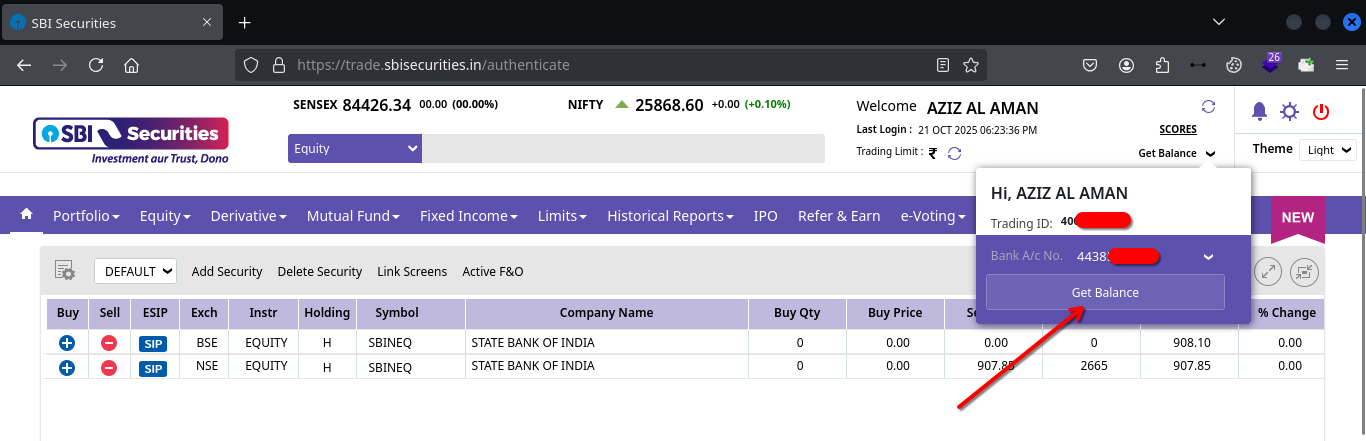 SBI Securities
26
https://trade.sbisecurities.in/authenticate
SENSEX 84426.34 00.00 (00.00%)
NIFTY 25868.60 +0.00 (+0.10%)
Welcome AZIZ AL AMAN
Last Login : 21 OCT 2025 06:23:36 PM
SCORES
Trading Limit : ₹
Get Balance
Theme Light
SBI Securities
Investment aur Trust, Dono
Equity
Hi, AZIZ AL AMAN
Trading ID: 40
Bank A/c No. 4438
Get Balance
Portfolio Equity Derivative Mutual Fund Fixed Income Limits Historical Reports IPO Refer & Earn e-Voting
NEW
DEFAULT Add Security Delete Security Link Screens Active F&O
Buy Sell ESIP Exch Instr Holding Symbol Company Name Buy Qty Buy Price % Change
SIP BSE EQUITY H SBINEQ STATE BANK OF INDIA 0 0.00 0.00 0 908.10 0.00
SIP NSE EQUITY H SBINEQ STATE BANK OF INDIA 0 0.00 907.85 2665 907.85 0.00